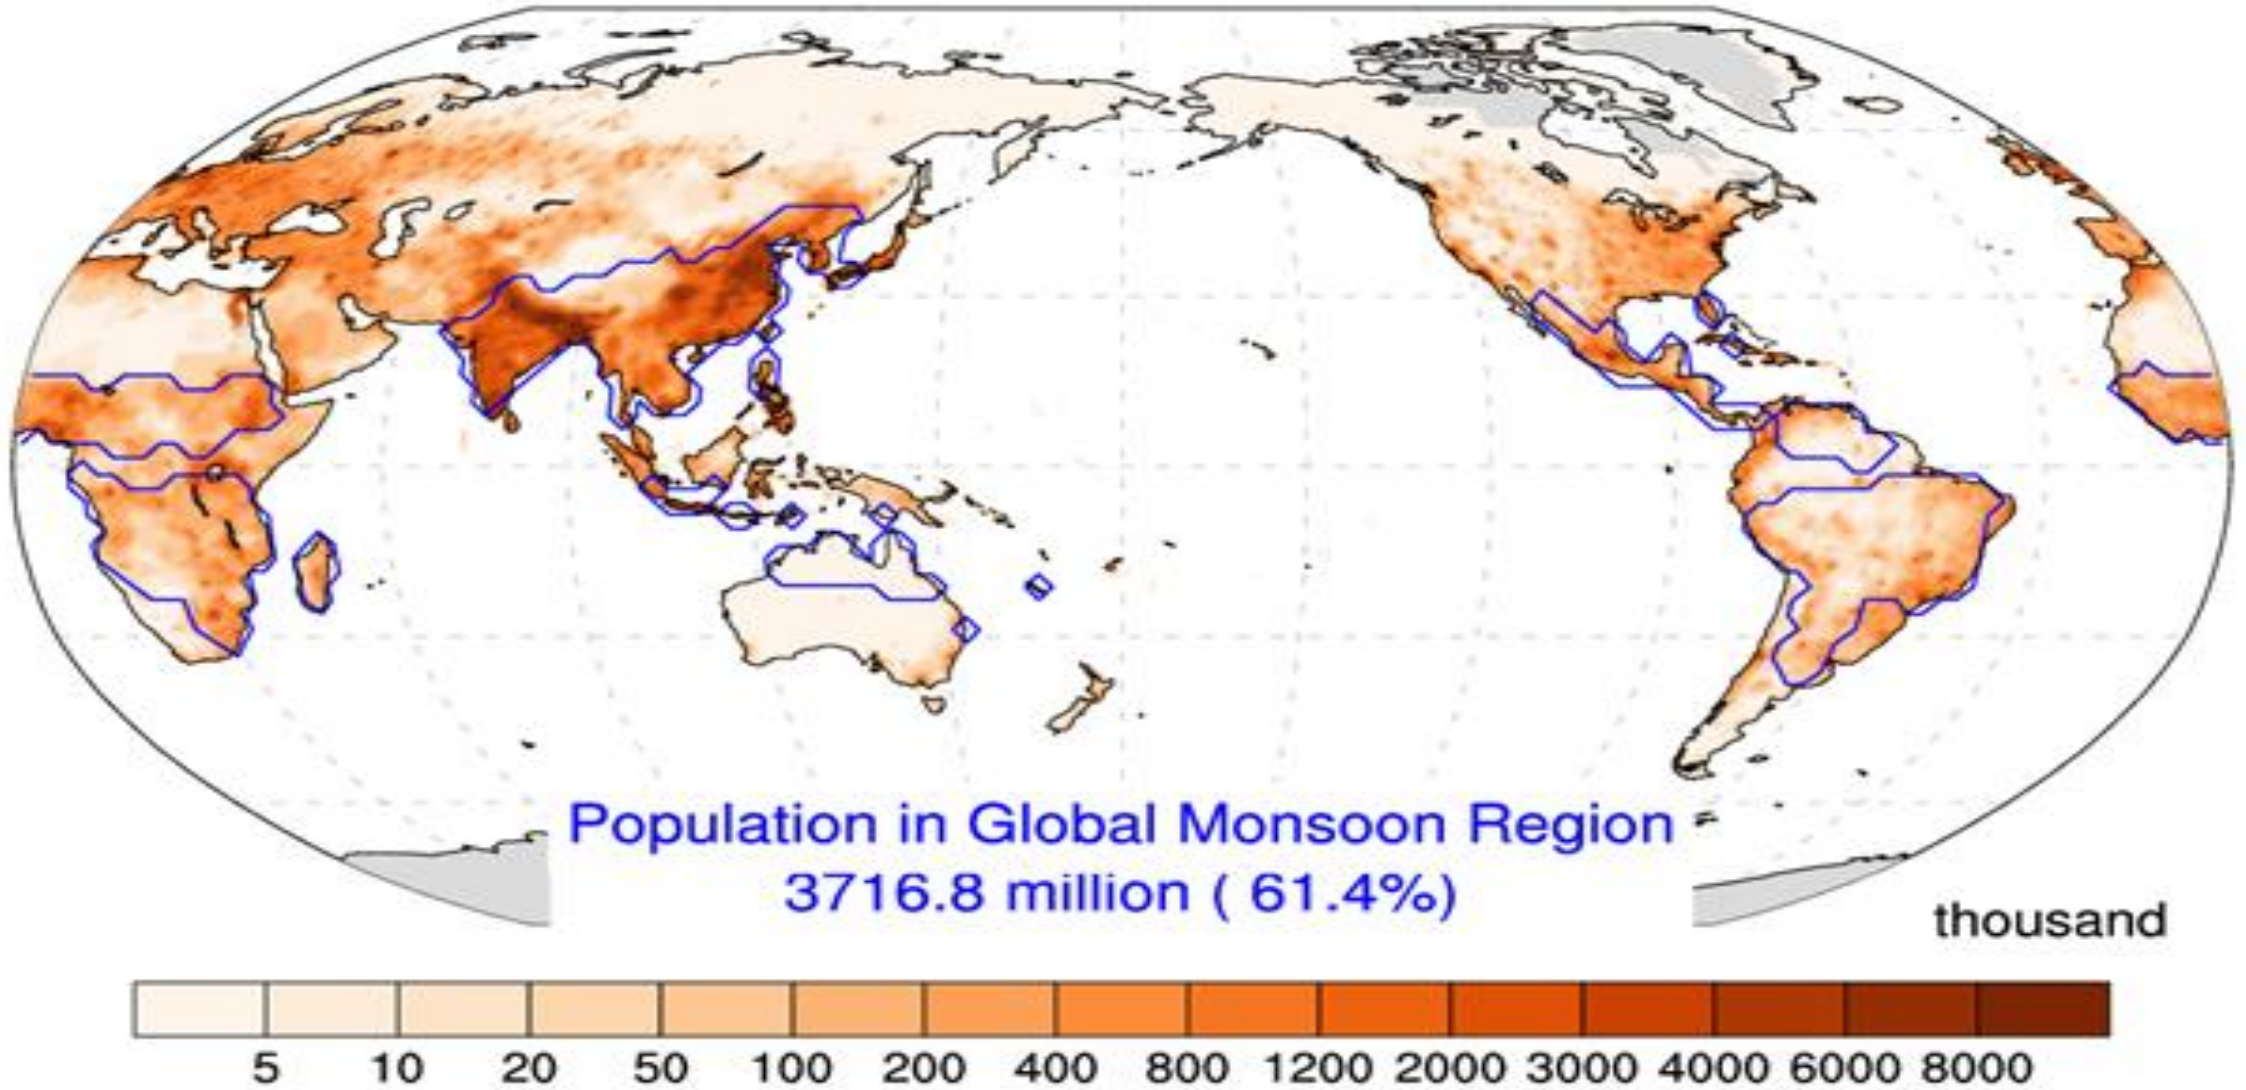 Population in Global Monsoon Region
3716.8 million ( 61.4%)
thousand
5 10 20 50 100 200 400 800 1200 2000 3000 4000 6000 8000